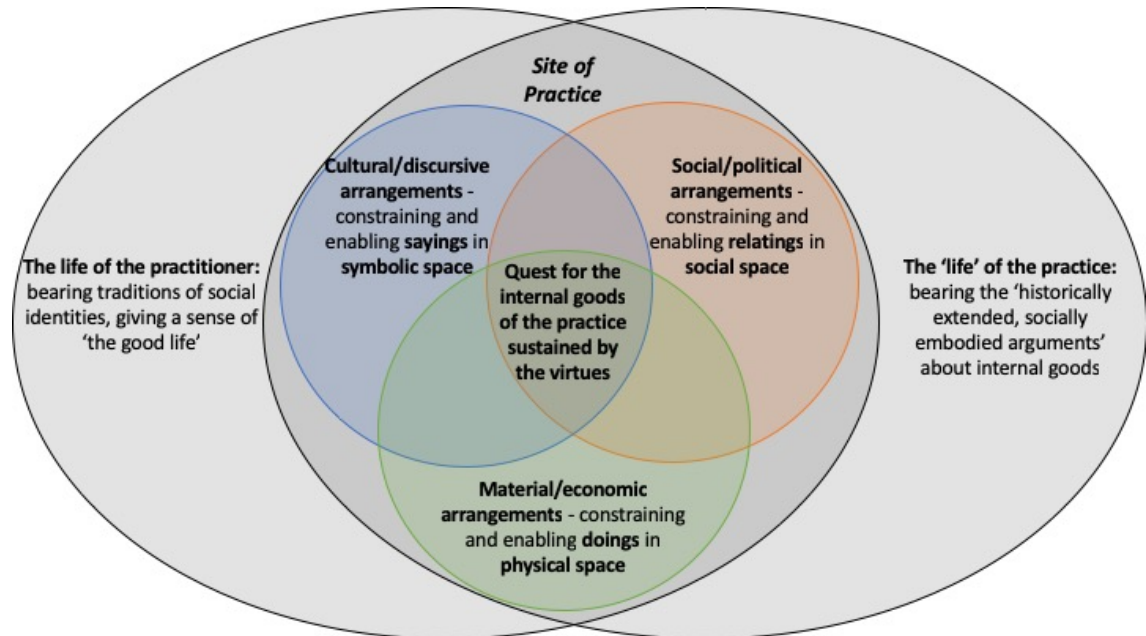 Site of
Practice
Cultural/discursive
arrangements -
constraining and
enabling sayings in
symbolic space
Social/political
arrangements -
constraining and
enabling relatings in
social space
The life of the practitioner:
bearing traditions of social
identities, giving a sense of
‘the good life’
Quest for the
internal goods
of the practice
sustained by
the virtues
The ‘life’ of the practice:
bearing the ‘historically
extended, socially
embodied arguments’
about internal goods
Material/economic
arrangements - constraining
and enabling doings in
physical space